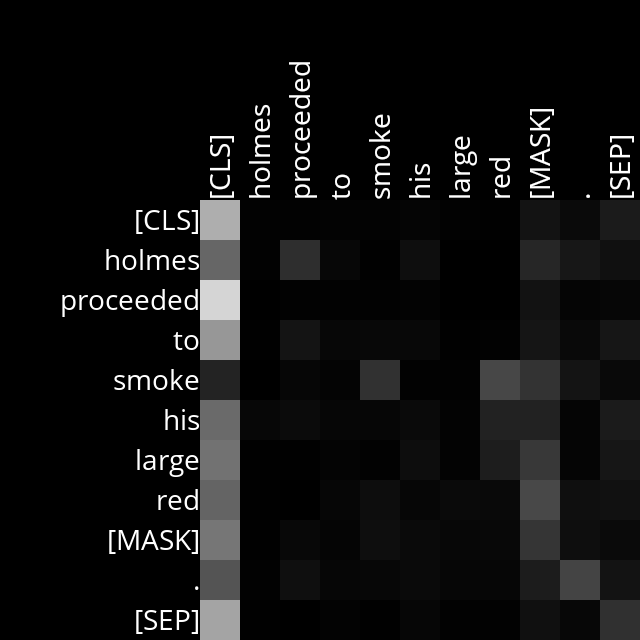 [CLS]
holmes
proceeded
to
smoke
his
large
red
[MASK]
.
[SEP]
[CLS]
holmes
proceeded
to
smoke
his
large
red
[MASK]
.
[SEP]